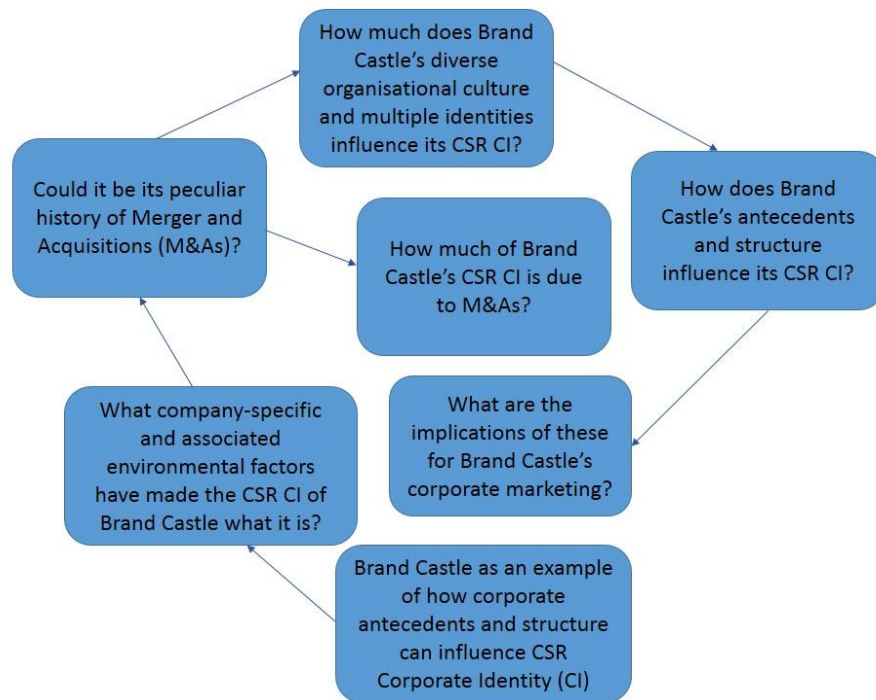 How much does Brand
Castle's diverse
organisational culture
and multiple identities
influence its CSR CI?
Could it be its peculiar
history of Merger and
Acquisitions (M&As)?
How much of Brand
Castle's CSR CI is due
to M&As?
How does Brand
Castle's antecedents
and structure
influence its CSR CI?
What company-specific
and associated
environmental factors
have made the CSR CI of
Brand Castle what it is?
What are the
implications of these
for Brand Castle's
corporate marketing?
Brand Castle as an example
of how corporate
antecedents and structure
can influence CSR
Corporate Identity (CI)